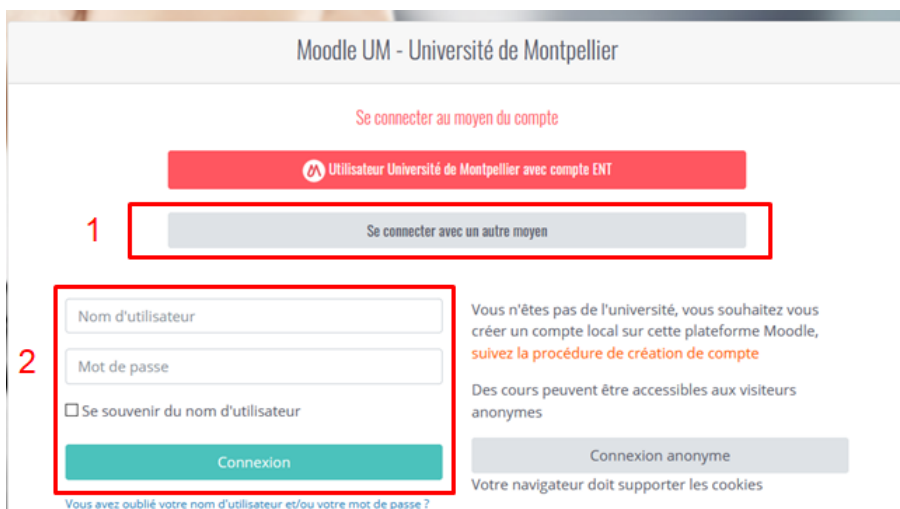 Moodle UM - Université de Montpellier
Se connecter au moyen du compte
Utilisateur Université de Montpellier avec compte ENT
1
Se connecter avec un autre moyen
2
Nom d'utilisateur
Mot de passe
Se souvenir du nom d'utilisateur
Connexion
Vous avez oublié votre nom d'utilisateur et/ou votre mot de passe ?
Vous n'êtes pas de l'université, vous souhaitez vous
créer un compte local sur cette plateforme Moodle,
suivez la procédure de création de compte
Des cours peuvent être accessibles aux visiteurs
anonymes
Connexion anonyme
Votre navigateur doit supporter les cookies